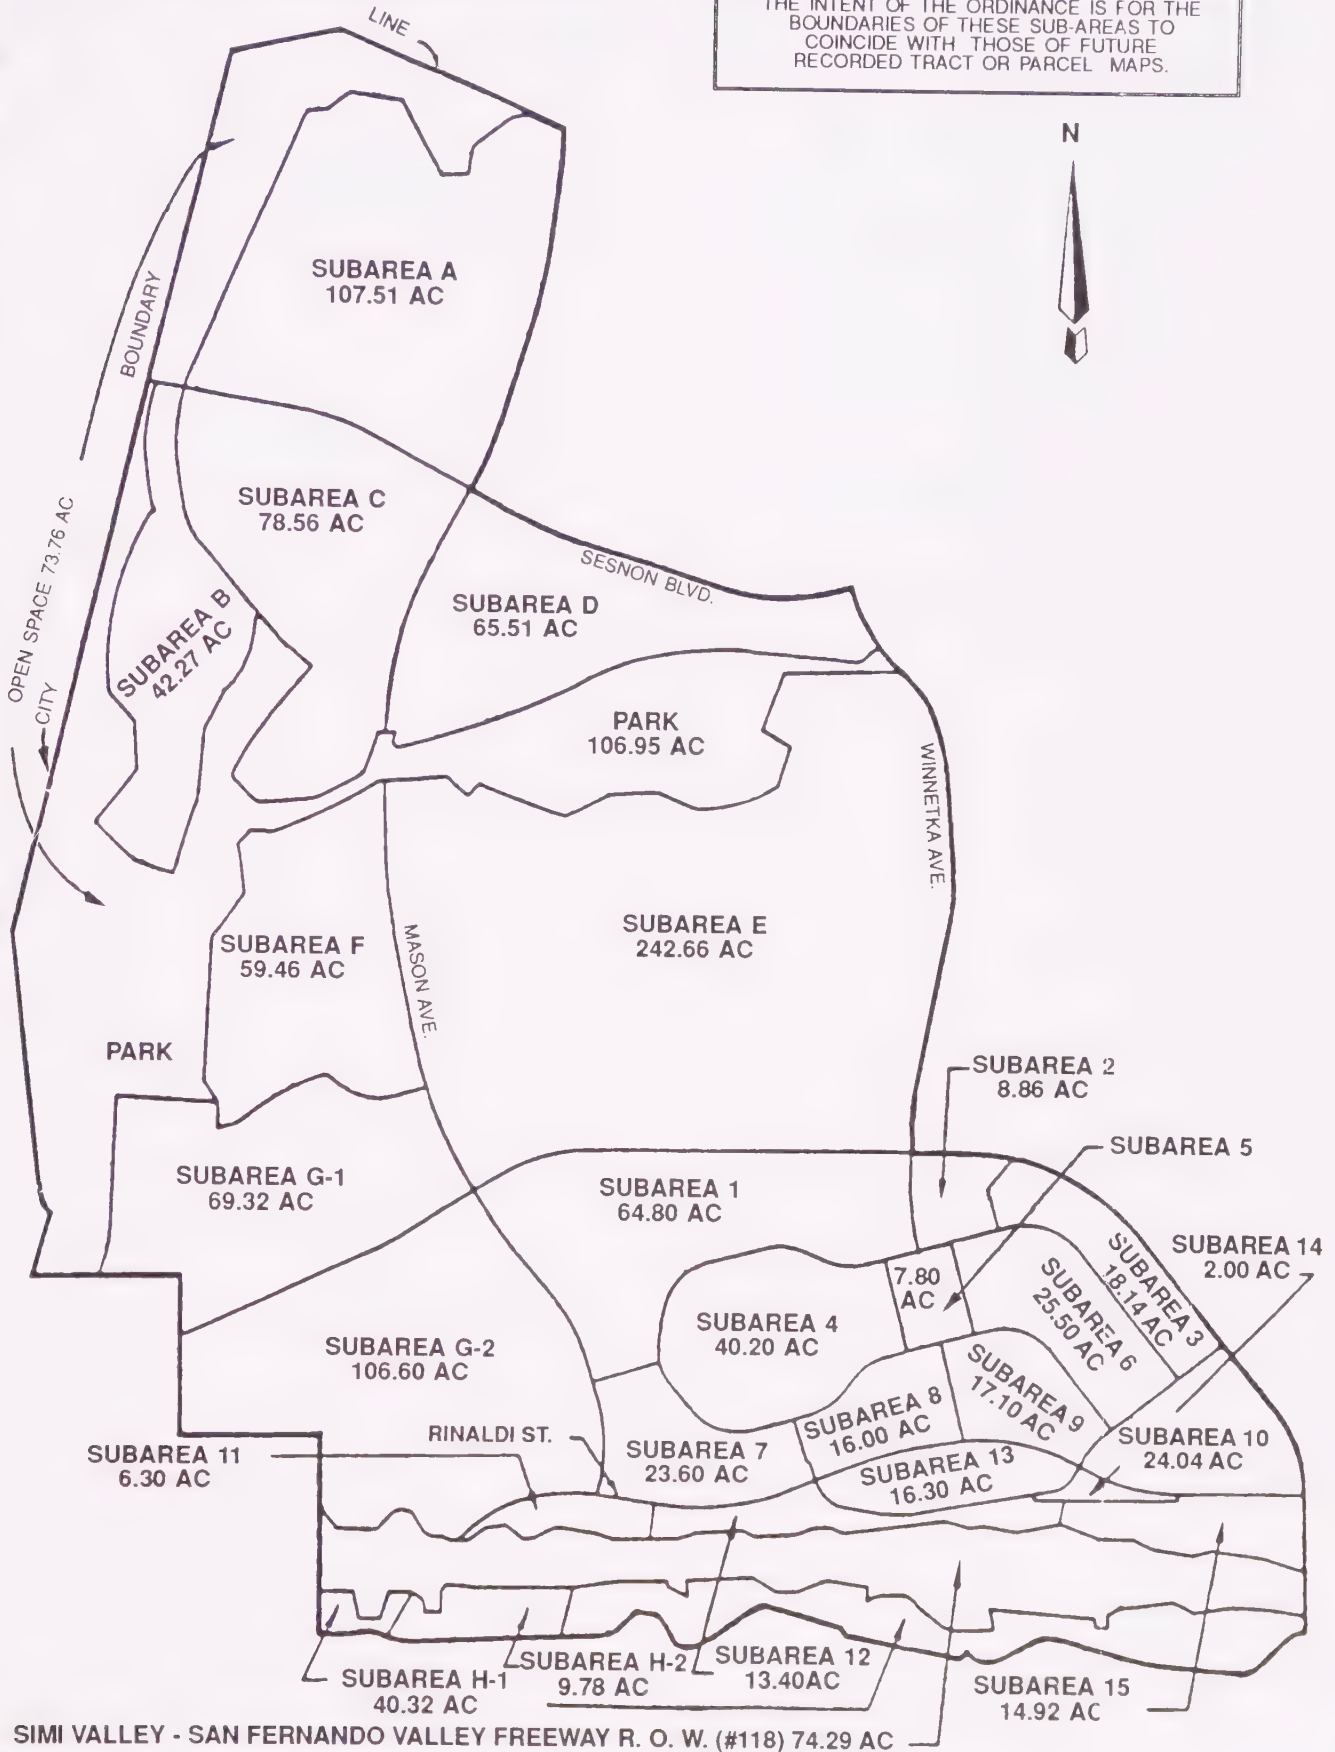 THE INTENT OF THE ORDINANCE IS FOR THE
BOUNDARIES OF THESE SUB-AREAS TO
COINCIDE WITH THOSE OF FUTURE
RECORDED TRACT OR PARCEL MAPS.
LINE
N
SUBAREA A
107.51 AC
BOUNDARY
SUBAREA C
78.56 AC
OPEN SPACE 73.76 AC
SESNON BLVD.
SUBAREA D
65.51 AC
SUBAREA B
42.27 AC
CITY
PARK
106.95 AC
WINNETKA AVE.
SUBAREA E
242.66 AC
SUBAREA F
59.46 AC
MASON AVE.
PARK
SUBAREA 2
8.86 AC
SUBAREA 5
7.80
AC
SUBAREA G-1
69.32 AC
SUBAREA 1
64.80 AC
SUBAREA 14
2.00 AC
SUBAREA 3
18.14 AC
SUBAREA 6
25.50 AC
SUBAREA 4
40.20 AC
SUBAREA G-2
106.60 AC
SUBAREA 9
17.10 AC
SUBAREA 8
16.00 AC
RINALDI ST.
SUBAREA 11
6.30 AC
SUBAREA 7
23.60 AC
SUBAREA 13
16.30 AC
SUBAREA 10
24.04 AC
SUBAREA H-1
40.32 AC
SUBAREA H-2
9.78 AC
SUBAREA 12
13.40AC
SUBAREA 15
14.92 AC
SIMI VALLEY - SAN FERNANDO VALLEY FREEWAY R. O. W. (#118) 74.29 AC